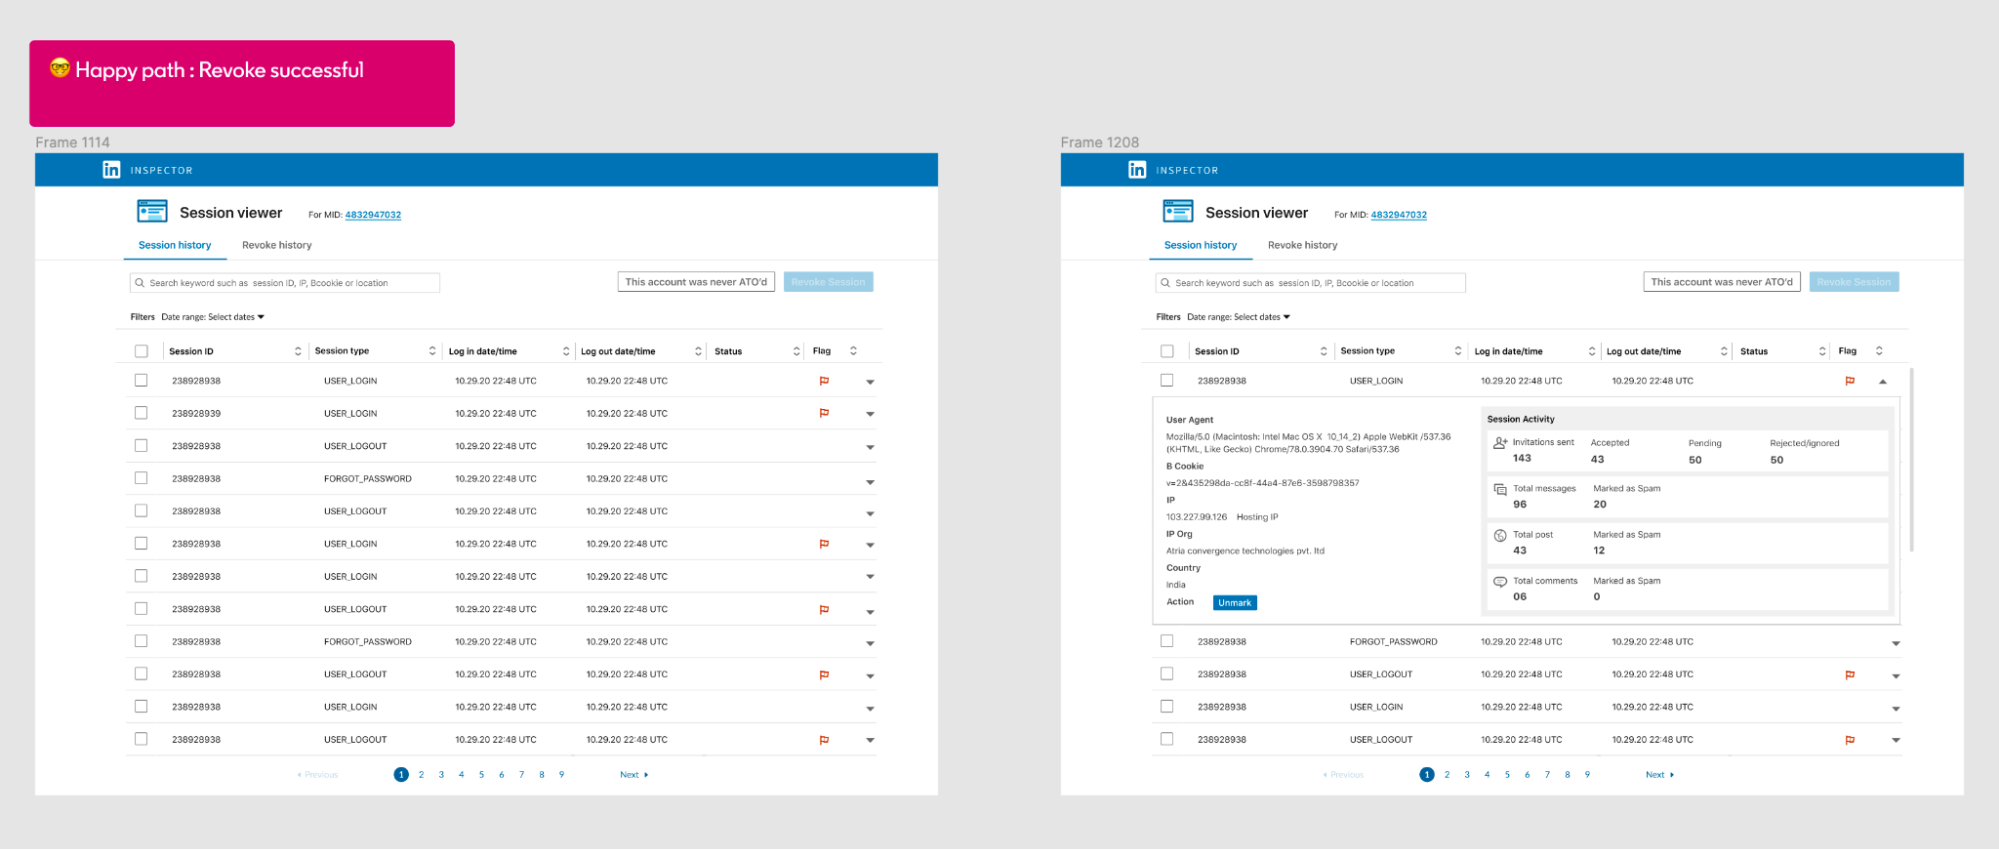 🤓 Happy path : Revoke successful
Frame 1114
in INSPECTOR
Session viewer For MID: 4832947032
Session history Revoke history
Search keyword such as session ID, IP, Bcookie or location This account was never ATO'd Revoke Session
Filters Date range: Select dates
Session ID Session type Log in date/time Log out date/time Status Flag
238928938 USER_LOGIN 10.29.20 22:48 UTC 10.29.20 22:48 UTC
238928939 USER_LOGIN 10.29.20 22:48 UTC 10.29.20 22:48 UTC
238928938 USER_LOGOUT 10.29.20 22:48 UTC 10.29.20 22:48 UTC
238928938 FORGOT_PASSWORD 10.29.20 22:48 UTC 10.29.20 22:48 UTC
238928938 USER_LOGOUT 10.29.20 22:48 UTC 10.29.20 22:48 UTC
238928938 USER_LOGIN 10.29.20 22:48 UTC 10.29.20 22:48 UTC
238928938 USER_LOGIN 10.29.20 22:48 UTC 10.29.20 22:48 UTC
238928938 USER_LOGOUT 10.29.20 22:48 UTC 10.29.20 22:48 UTC
238928938 FORGOT_PASSWORD 10.29.20 22:48 UTC 10.29.20 22:48 UTC
238928938 USER_LOGOUT 10.29.20 22:48 UTC 10.29.20 22:48 UTC
238928938 USER_LOGIN 10.29.20 22:48 UTC 10.29.20 22:48 UTC
238928938 USER_LOGOUT 10.29.20 22:48 UTC 10.29.20 22:48 UTC
Previous 1 2 3 4 5 6 7 8 9 Next
Frame 1208
in INSPECTOR
Session viewer For MID: 4832947032
Session history Revoke history
Search keyword such as session ID, IP, Bcookie or location This account was never ATO'd Revoke Session
Filters Date range: Select dates
Session ID Session type Log in date/time Log out date/time Status Flag
238928938 USER_LOGIN 10.29.20 22:48 UTC 10.29.20 22:48 UTC
User Agent
Mozilla/5.0 (Macintosh: Intel Mac OS X 10_14_2) Apple WebKit /537.36
(KHTML, Like Gecko) Chrome/78.0.3904.70 Safari/537.36
B Cookie
v=2&435298da-cc8f-44a4-87e6-3598798357
IP
103.227.99.126 Hosting IP
IP Org
Atria convergence technologies pvt. ltd
Country
India
Action Unmark
Session Activity
Invitations sent Accepted Pending Rejected/ignored
143 43 50 50
Total messages Marked as Spam
96 20
Total post Marked as Spam
43 12
Total comments Marked as Spam
06 0
238928938 FORGOT_PASSWORD 10.29.20 22:48 UTC 10.29.20 22:48 UTC
238928938 USER_LOGOUT 10.29.20 22:48 UTC 10.29.20 22:48 UTC
238928938 USER_LOGIN 10.29.20 22:48 UTC 10.29.20 22:48 UTC
238928938 USER_LOGOUT 10.29.20 22:48 UTC 10.29.20 22:48 UTC
Previous 1 2 3 4 5 6 7 8 9 Next